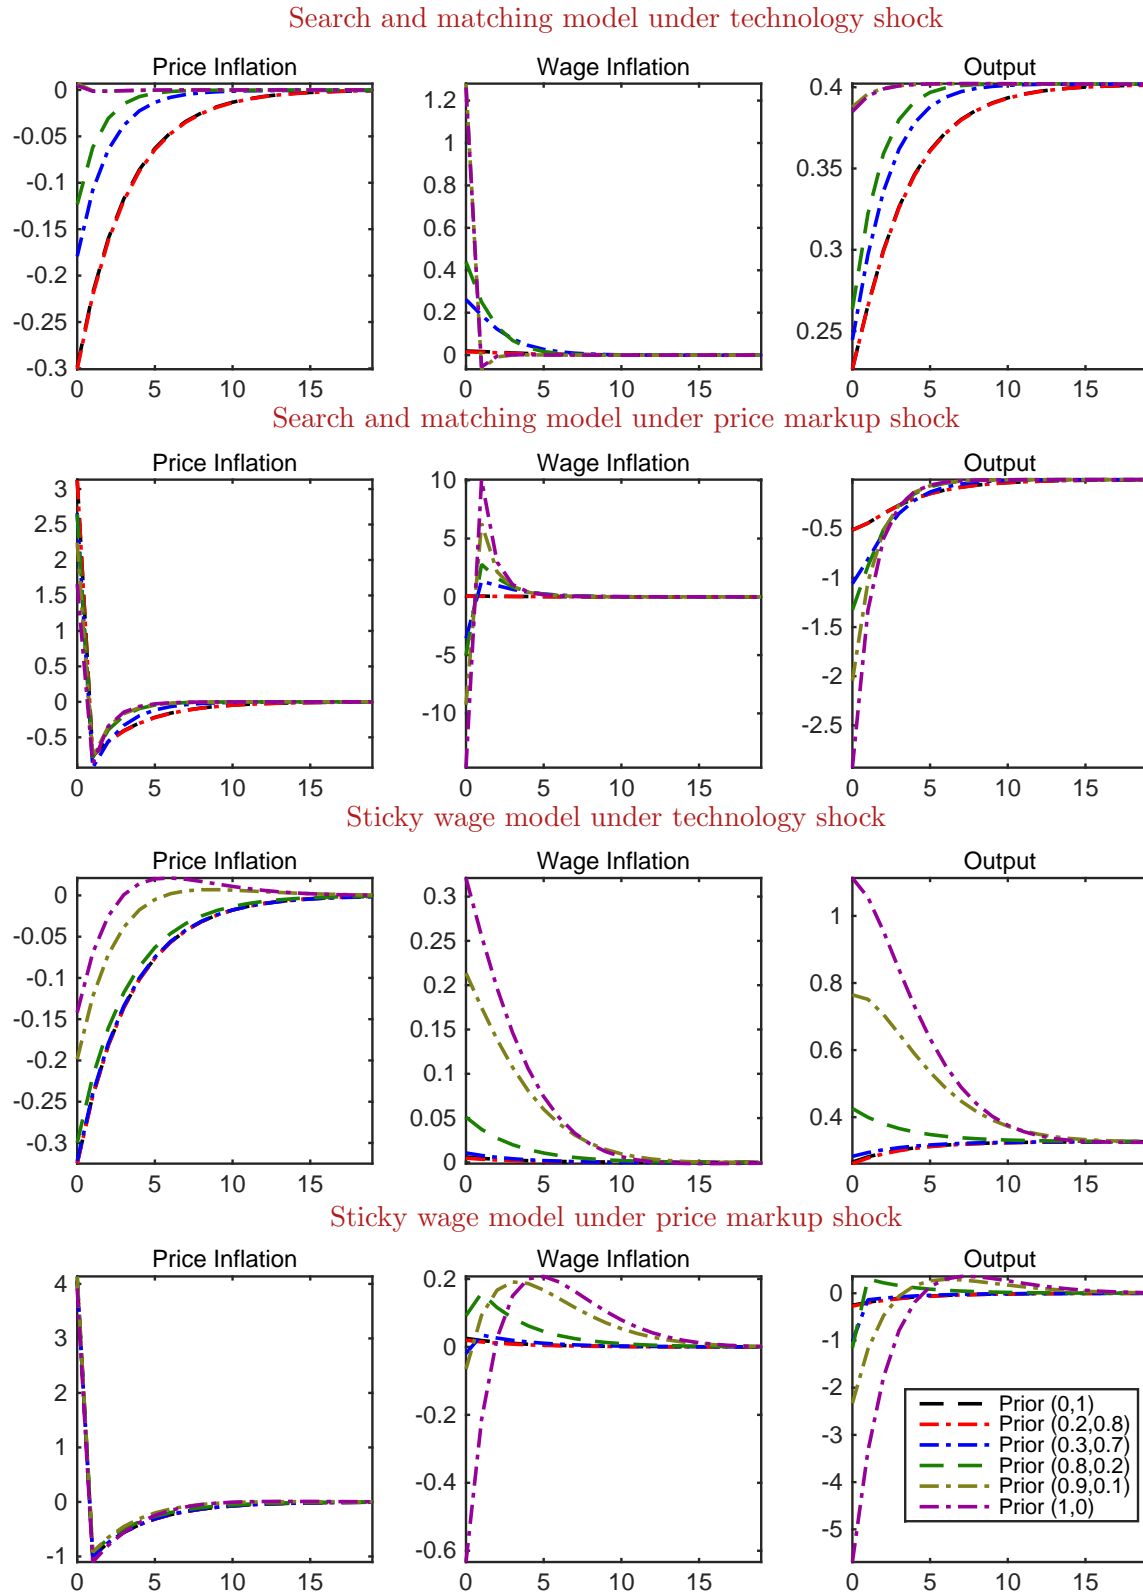 Search and matching model under technology shock
Price Inflation Wage Inflation Output
0 -0.05 -0.1 -0.15 -0.2 -0.25 -0.3
0 5 10 15
1.2 1 0.8 0.6 0.4 0.2 0
0 5 10 15
0.4 0.35 0.3 0.25
0 5 10 15
Search and matching model under price markup shock
Price Inflation Wage Inflation Output
3 2.5 2 1.5 1 0.5 0 -0.5
0 5 10 15
10 5 0 -5 -10
0 5 10 15
-0.5 -1 -1.5 -2 -2.5
0 5 10 15
Sticky wage model under technology shock
Price Inflation Wage Inflation Output
0 -0.05 -0.1 -0.15 -0.2 -0.25 -0.3
0 5 10 15
0.3 0.25 0.2 0.15 0.1 0.05 0
0 5 10 15
1 0.8 0.6 0.4
0 5 10 15
Sticky wage model under price markup shock
Price Inflation Wage Inflation Output
4 3 2 1 0 -1
0 5 10 15
0.2 0 -0.2 -0.4 -0.6
0 5 10 15
0 -1 -2 -3 -4 -5
0 5 10 15
Prior (0,1)
Prior (0.2,0.8)
Prior (0.3,0.7)
Prior (0.8,0.2)
Prior (0.9,0.1)
Prior (1,0)